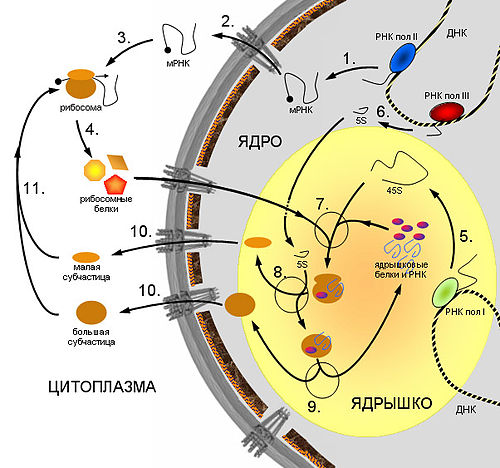 2.
РНК пол II
ДНК
3.
мРНК
1.
РНК пол III
рибосома
мРНК
5S
6.
4.
ЯДРО
11.
рибосомные
белки
7.
45S
10.
5S
ядрышковые
белки и РНК
5.
малая
субчастица
8.
10.
РНК пол I
большая
субчастица
ЦИТОПЛАЗМА
9.
ЯДРЫШКО
ДНК